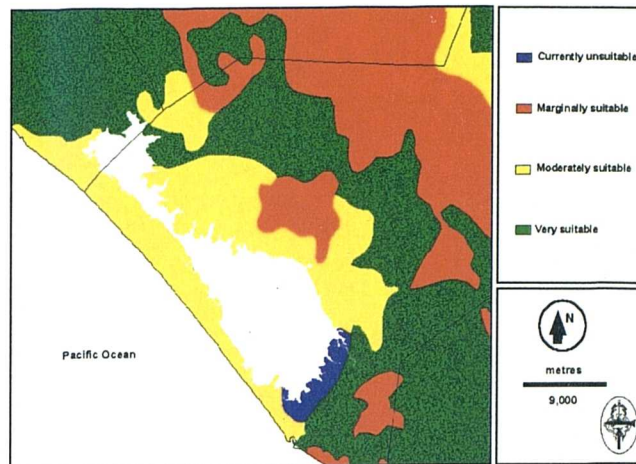 Currently unsuitable
Marginally suitable
Moderately suitable
Very suitable
Pacific Ocean
N
metres
9,000